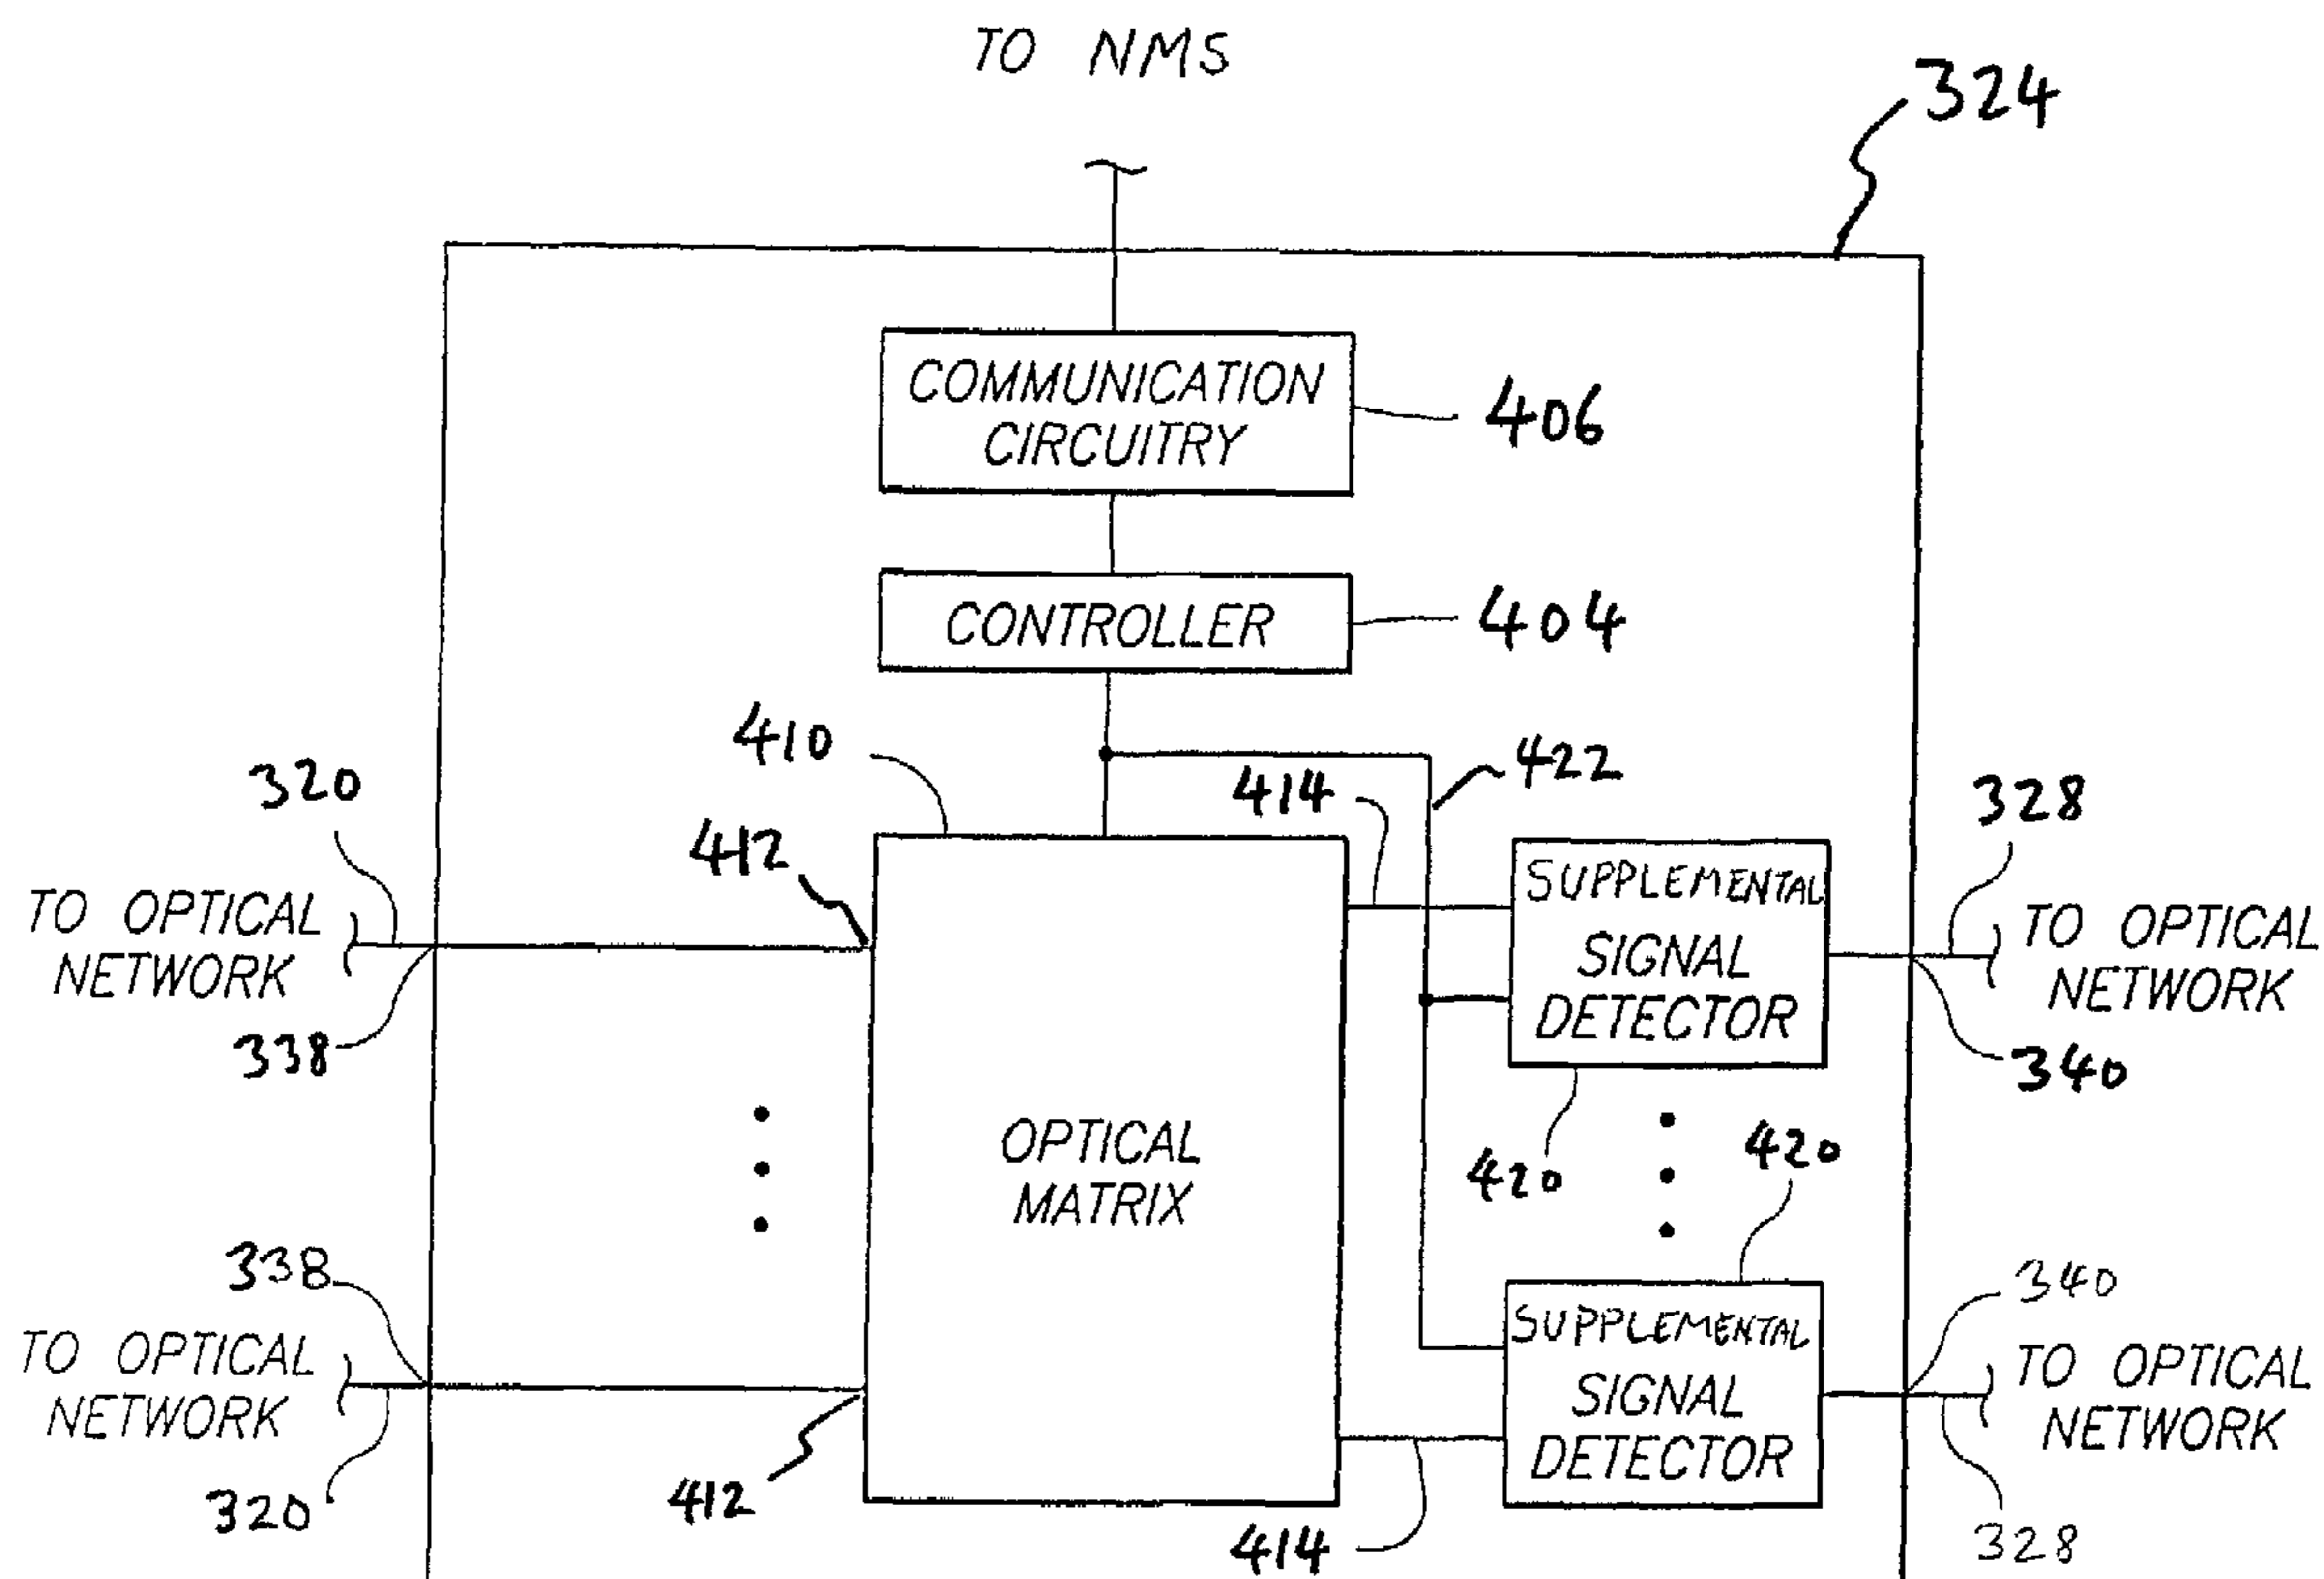 TO NMS
324
COMMUNICATION
CIRCUITRY
406
CONTROLLER
404
410
422
414
320
328
412
SUPPLEMENTAL
SIGNAL
DETECTOR
TO OPTICAL
NETWORK
TO OPTICAL
NETWORK
338
340
OPTICAL
MATRIX
420
420
338
340
SUPPLEMENTAL
SIGNAL
DETECTOR
TO OPTICAL
NETWORK
TO OPTICAL
NETWORK
320
412
414
328